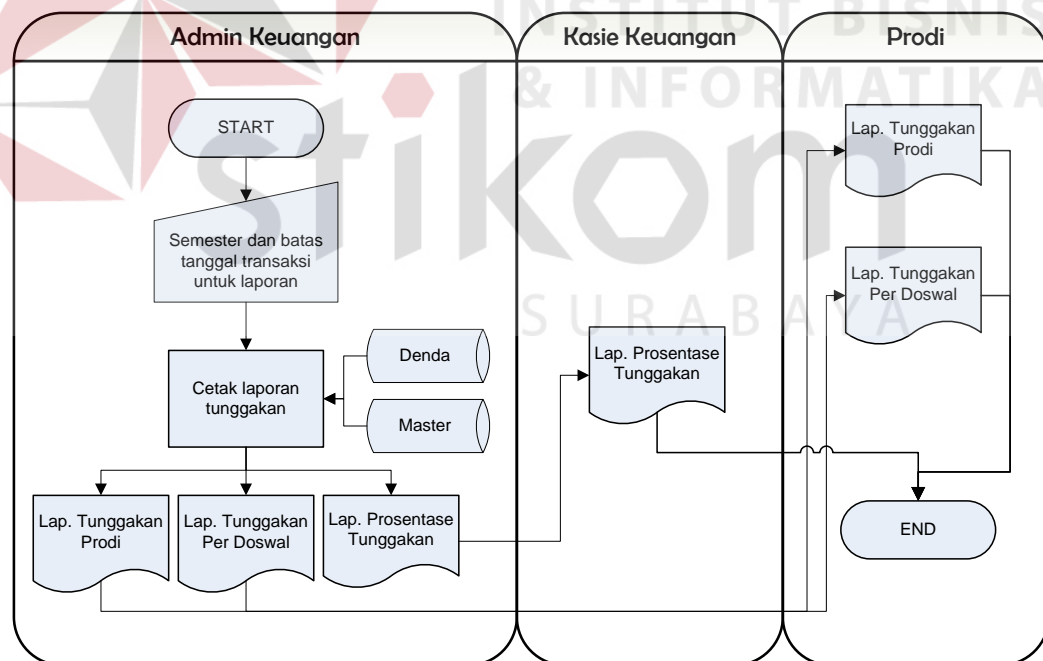 INSTITUT BISNIS
& INFORMATIKA
stikom
SURABAYA
Admin Keuangan
Kasie Keuangan
Prodi
START
Semester dan batas
tanggal transaksi
untuk laporan
Cetak laporan
tunggakan
Denda
Master
Lap. Tunggakan
Prodi
Lap. Tunggakan
Per Doswal
Lap. Prosentase
Tunggakan
Lap. Prosentase
Tunggakan
Lap. Tunggakan
Prodi
Lap. Tunggakan
Per Doswal
END